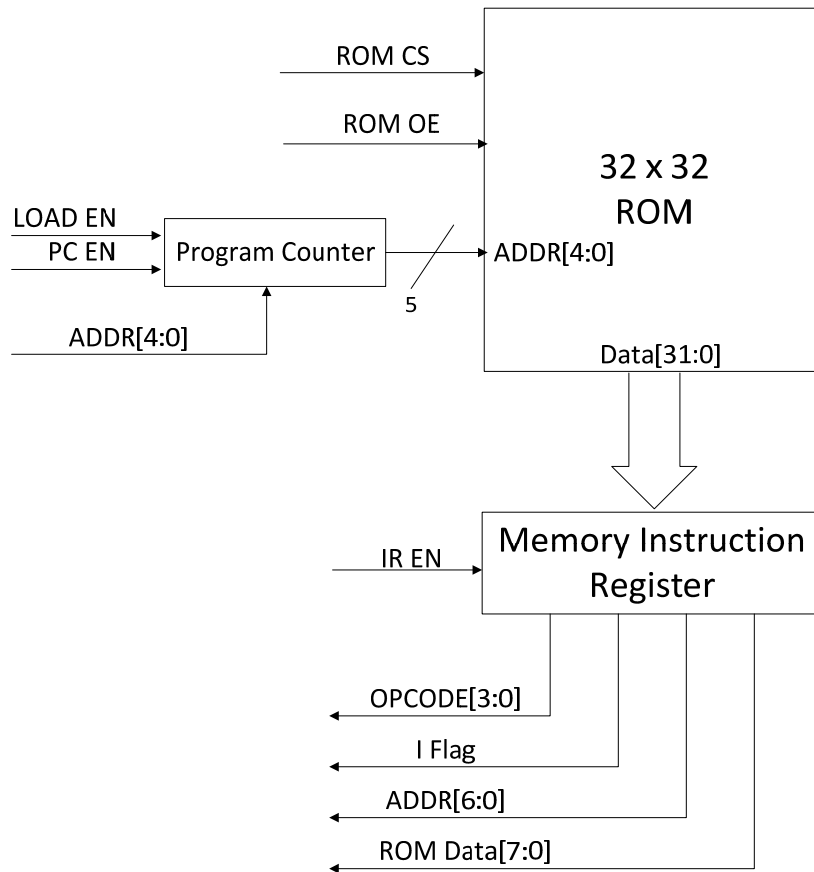 ROM CS
ROM OE
32 x 32
ROM
LOAD EN
PC EN
Program Counter
ADDR[4:0]
5
ADDR[4:0]
Data[31:0]
Memory Instruction
Register
IR EN
OPCODE[3:0]
I Flag
ADDR[6:0]
ROM Data[7:0]